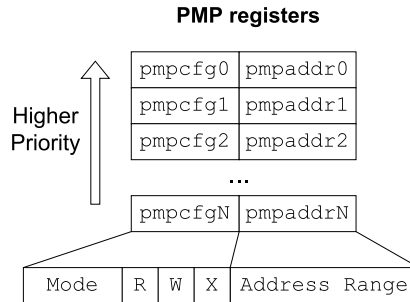 PMP registers
Higher
Priority
pmpcfg0 pmpaddr0
pmpcfg1 pmpaddr1
pmpcfg2 pmpaddr2
...
pmpcfgN pmpaddrN
Mode R W X Address Range